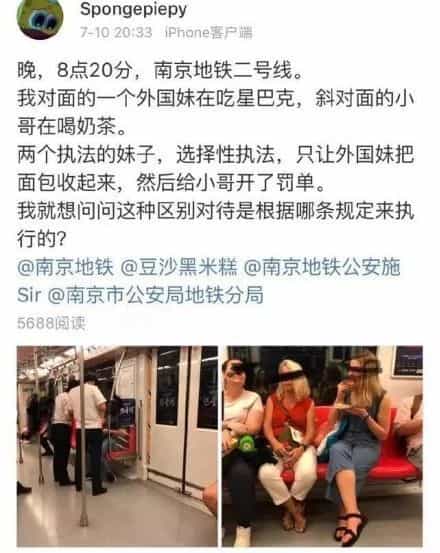 Spongepiepy
7-10 20:33 iPhone客户端
晚，8点20分，南京地铁二号线。
我对面的一个外国妹在吃星巴克，斜对面的小
哥在喝奶茶。
两个执法的妹子，选择性执法，只让外国妹把
面包收起来，然后给小哥开了罚单。
我就想问问这种区别对待是根据哪条规定来执
行的?
@南京地铁 @豆沙黑米糕 @南京地铁公安施
Sir @南京市公安局地铁分局
5688阅读